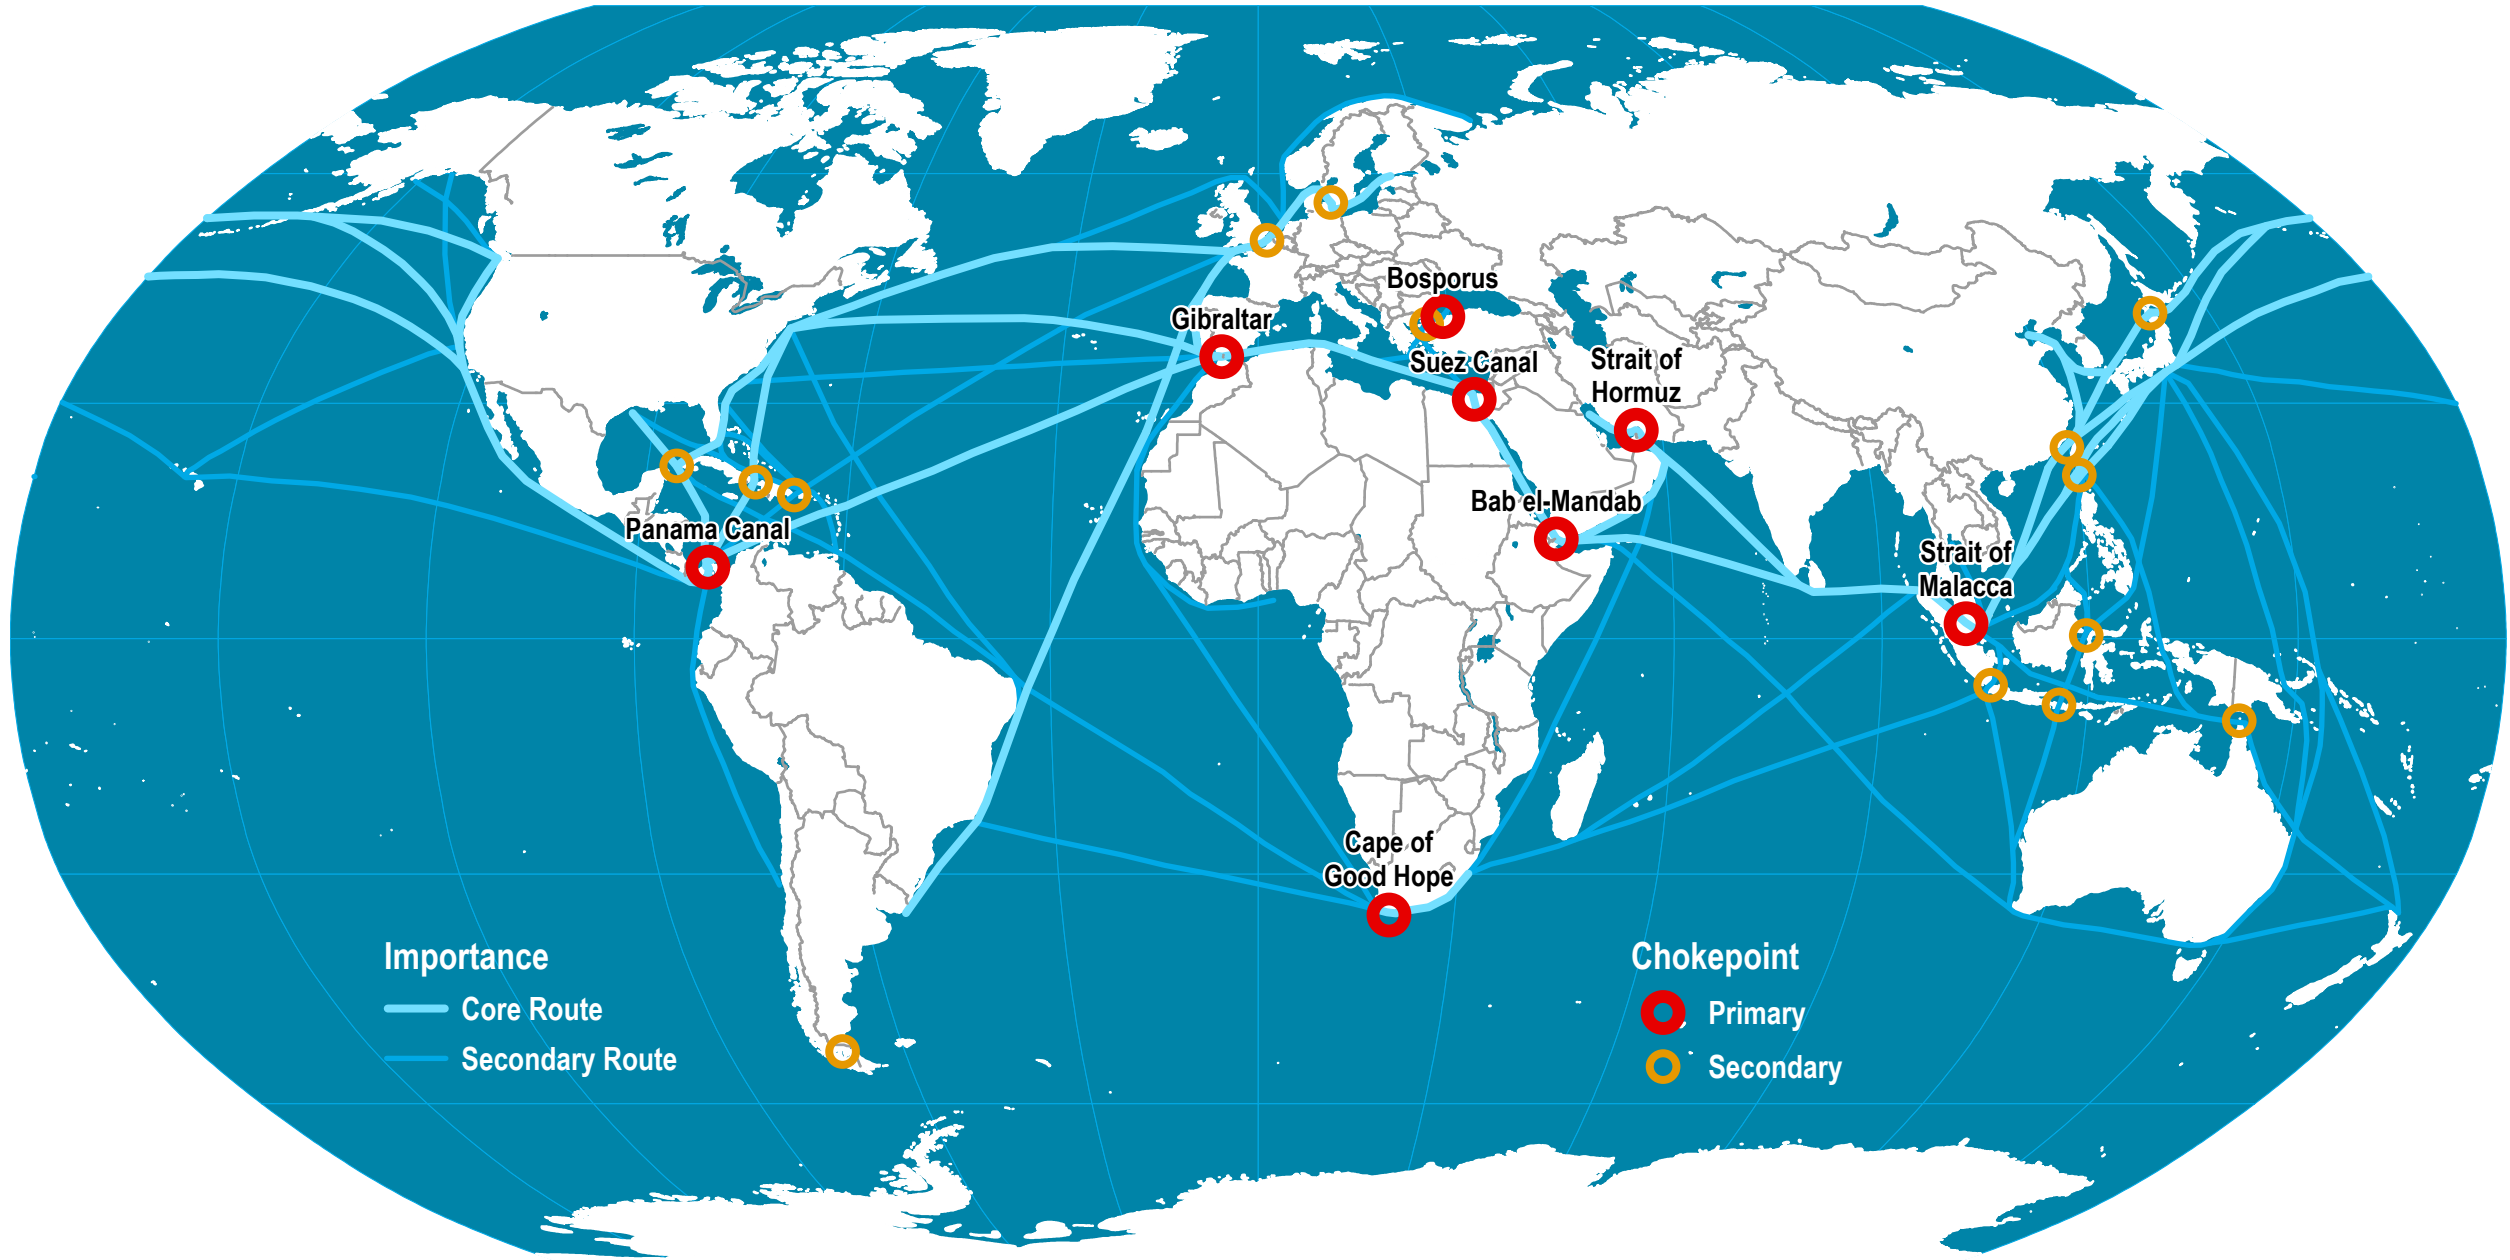 Bosporus
Gibraltar
Suez Canal
Strait of
Hormuz
Bab el-Mandab
Panama Canal
Strait of
Malacca
Cape of
Good Hope
Importance
Core Route
Secondary Route
Chokepoint
Primary
Secondary